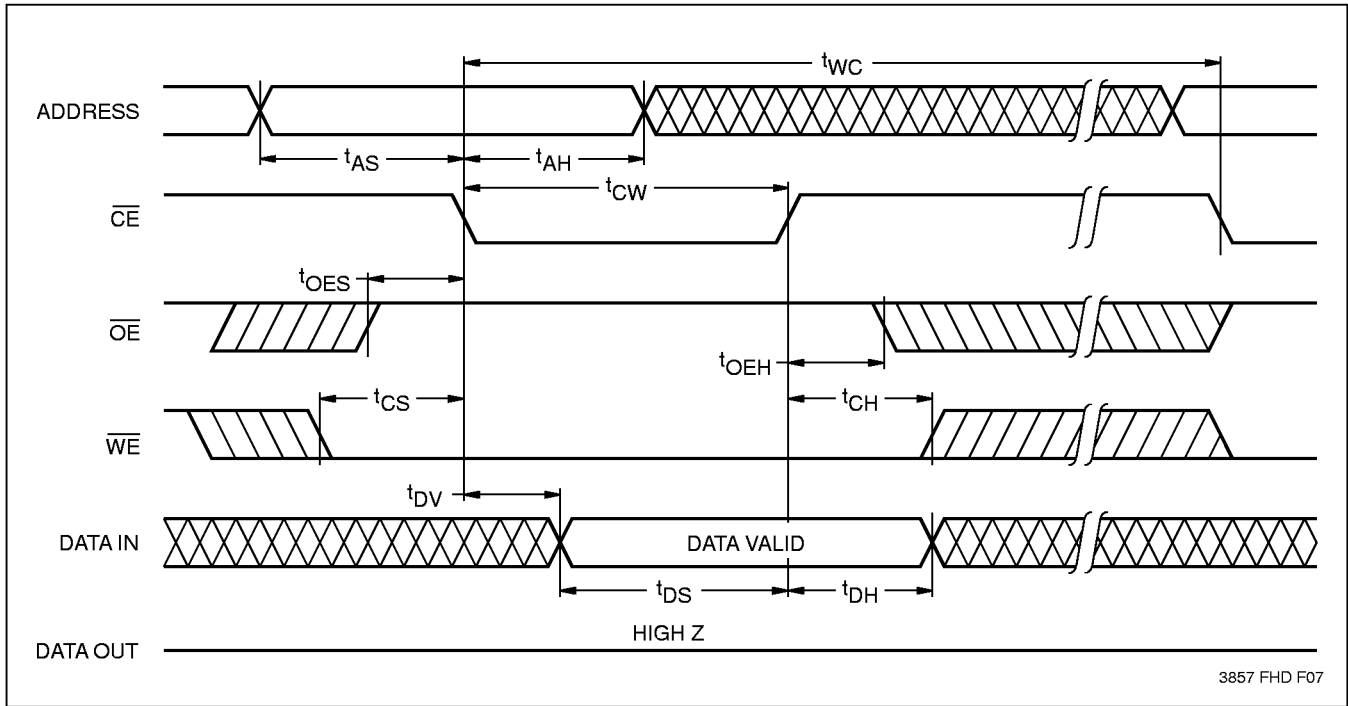 tWC
ADDRESS
tAS
tAH
tCW
CE
tOES
OE
tOEH
tCS
tCH
WE
tDV
DATA IN
DATA VALID
tDS
tDH
HIGH Z
DATA OUT
3857 FHD F07